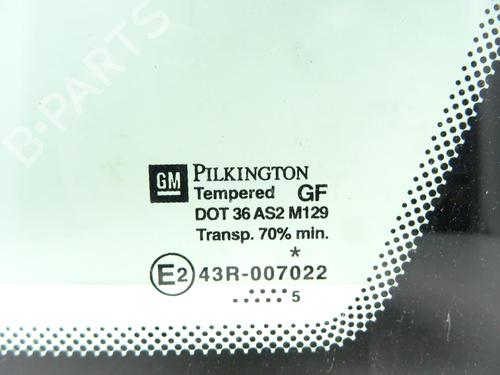 B-PARTS
GM PILKINGTON
Tempered GF
DOT 36 AS2 M129
Transp. 70% min.
*
E2 43R-007022
...... 5